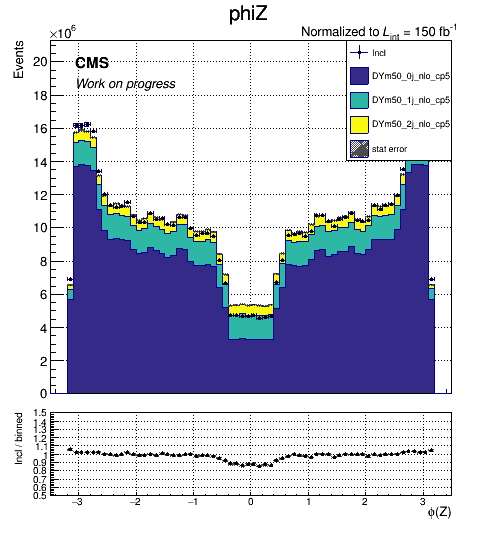 phiZ
Normalized to L_int = 150 fb⁻¹
×10⁶
Events
CMS
Work on progress
Incl
DYm50_0j_nlo_cp5
DYm50_1j_nlo_cp5
DYm50_2j_nlo_cp5
stat error
20
18
16
14
12
10
8
6
4
2
0
Incl / binned
1.5
1.4
1.3
1.2
1.1
1
0.9
0.8
0.7
0.6
0.5
−3 −2 −1 0 1 2 3
ϕ(Z)